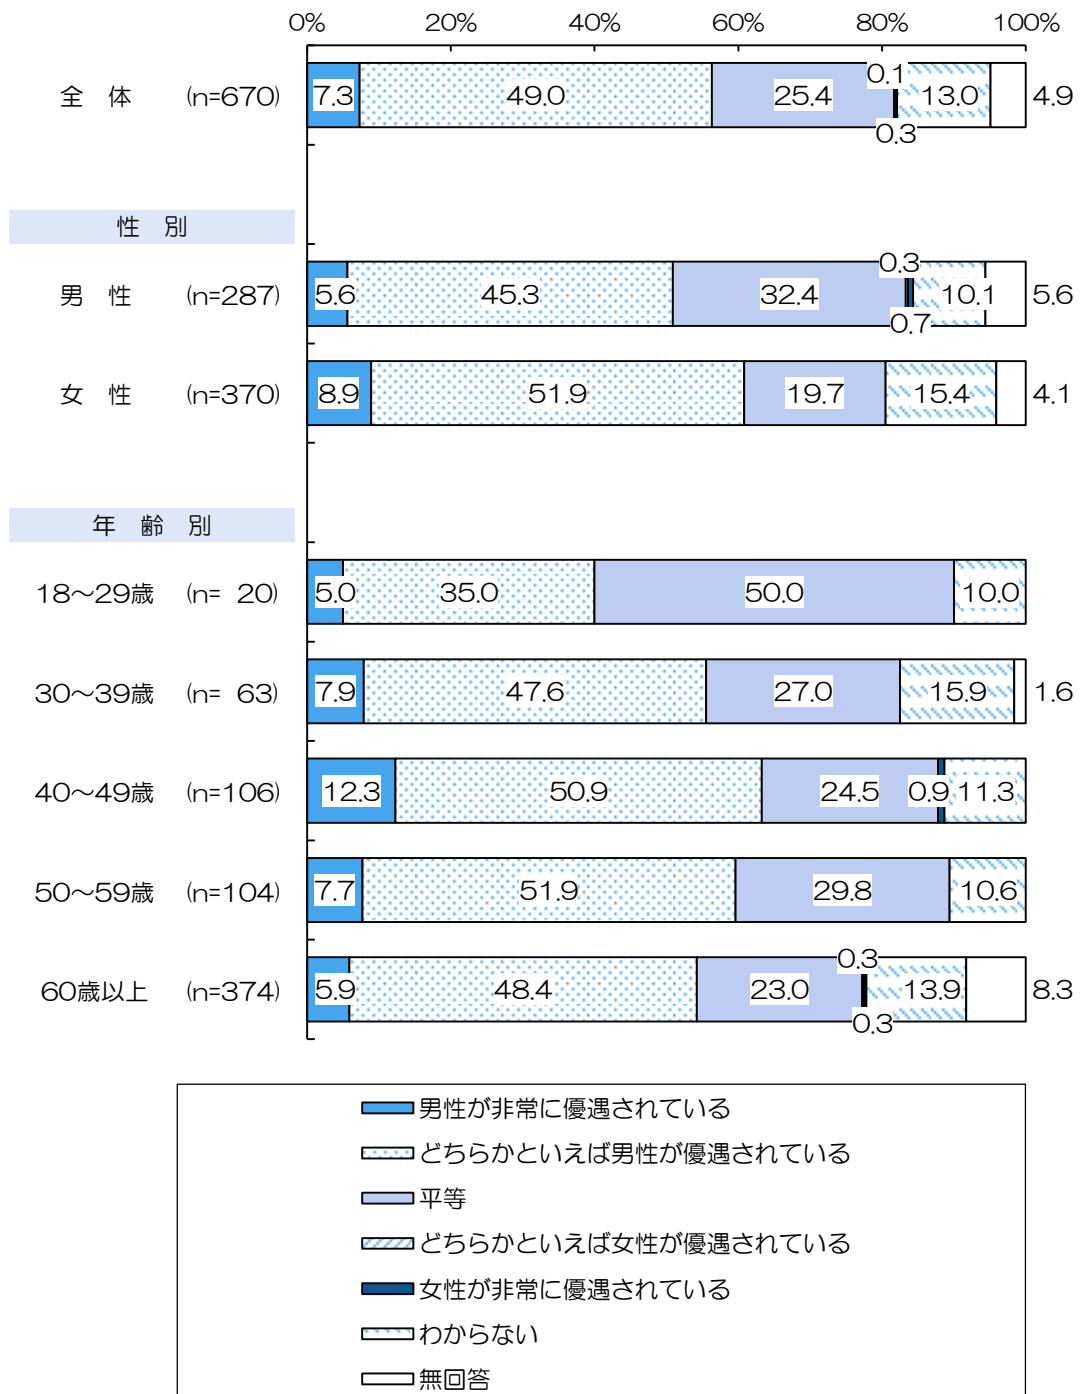 0% 20% 40% 60% 80% 100%
全 体 (n=670) 7.3 49.0 25.4 0.1 0.3 13.0 4.9
性 別
男 性 (n=287) 5.6 45.3 32.4 0.3 0.7 10.1 5.6
女 性 (n=370) 8.9 51.9 19.7 15.4 4.1
年 齢 別
18～29歳 (n= 20) 5.0 35.0 50.0 10.0
30～39歳 (n= 63) 7.9 47.6 27.0 15.9 1.6
40～49歳 (n=106) 12.3 50.9 24.5 0.9 11.3
50～59歳 (n=104) 7.7 51.9 29.8 10.6
60歳以上 (n=374) 5.9 48.4 23.0 0.3 0.3 13.9 8.3
男性が非常に優遇されている
どちらかといえば男性が優遇されている
平等
どちらかといえば女性が優遇されている
女性が非常に優遇されている
わからない
無回答